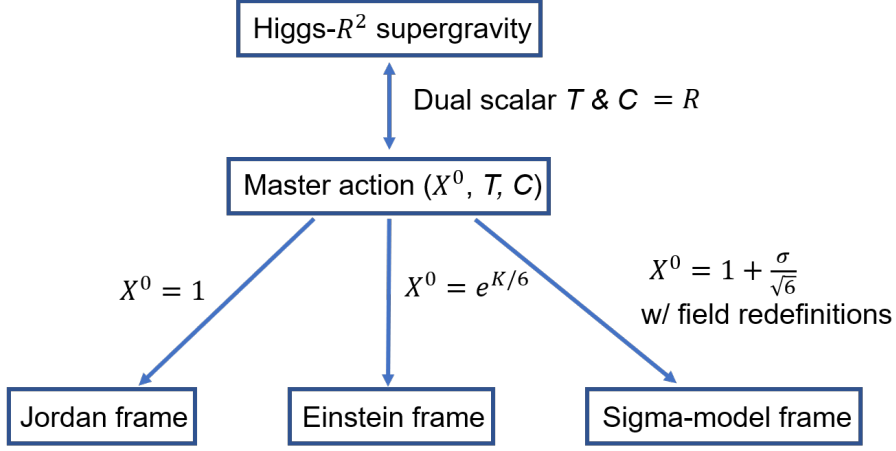 Higgs-𝑅² supergravity
Dual scalar T & C = 𝑅
Master action (𝑋⁰, T, C)
𝑋⁰ = 1
𝑋⁰ = 𝑒^{𝐾/6}
𝑋⁰ = 1 + σ/√6
w/ field redefinitions
Jordan frame
Einstein frame
Sigma-model frame